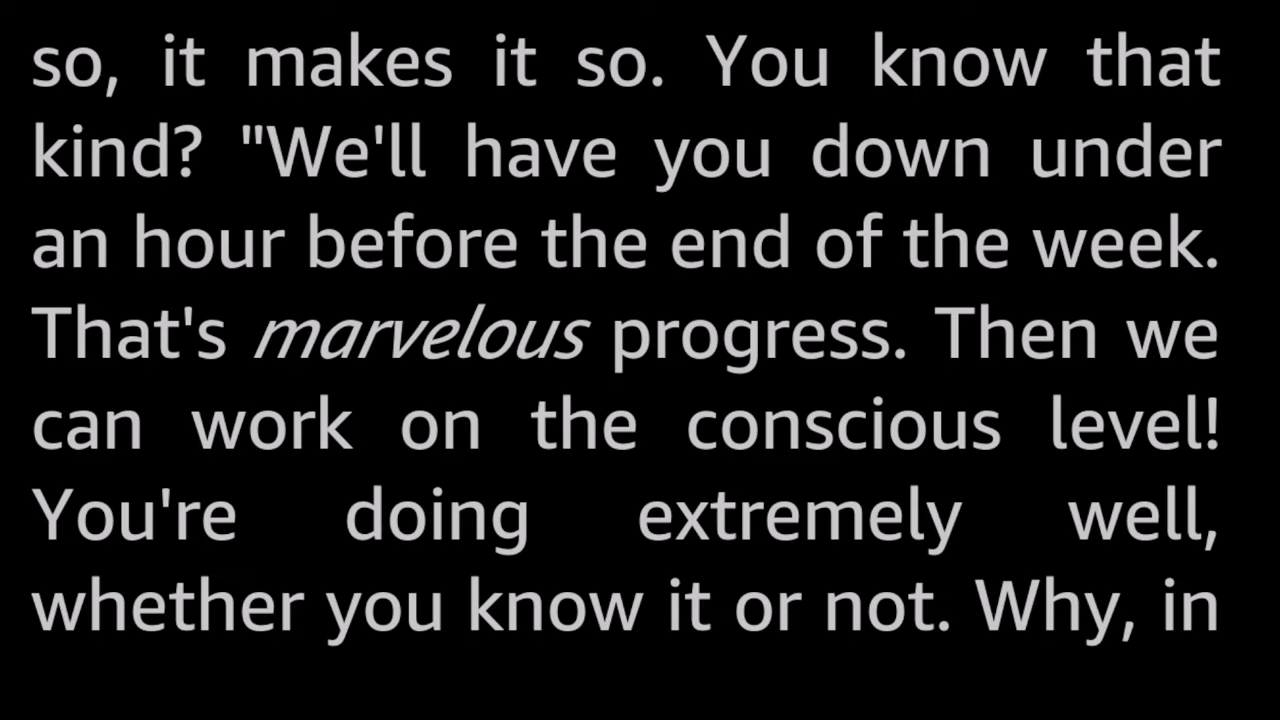 so, it makes it so. You know that
kind? "We'll have you down under
an hour before the end of the week.
That's marvelous progress. Then we
can work on the conscious level!
You're doing extremely well,
whether you know it or not. Why, in